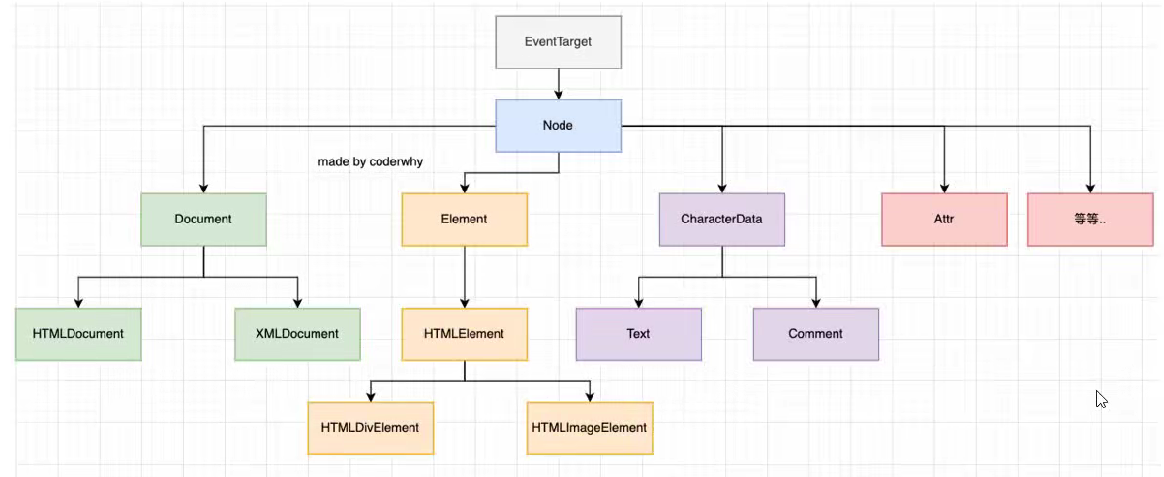 EventTarget
Node
made by coderwhy
Document
Element
CharacterData
Attr
等等..
HTMLDocument
XMLDocument
HTMLElement
Text
Comment
HTMLDivElement
HTMLImageElement